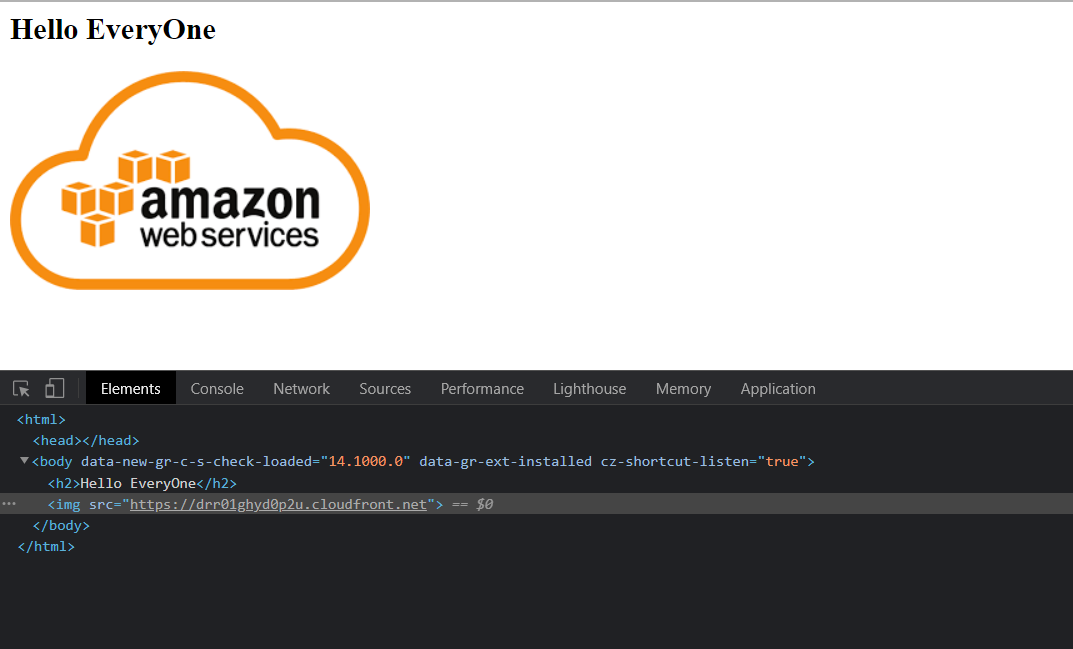 Hello EveryOne
amazon
web services
Elements Console Network Sources Performance Lighthouse Memory Application
<html>
<head></head>
<body data-new-gr-c-s-check-loaded="14.1000.0" data-gr-ext-installed cz-shortcut-listen="true">
<h2>Hello EveryOne</h2>
<img src="https://drr01ghyd0p2u.cloudfront.net"> == $0
</body>
</html>